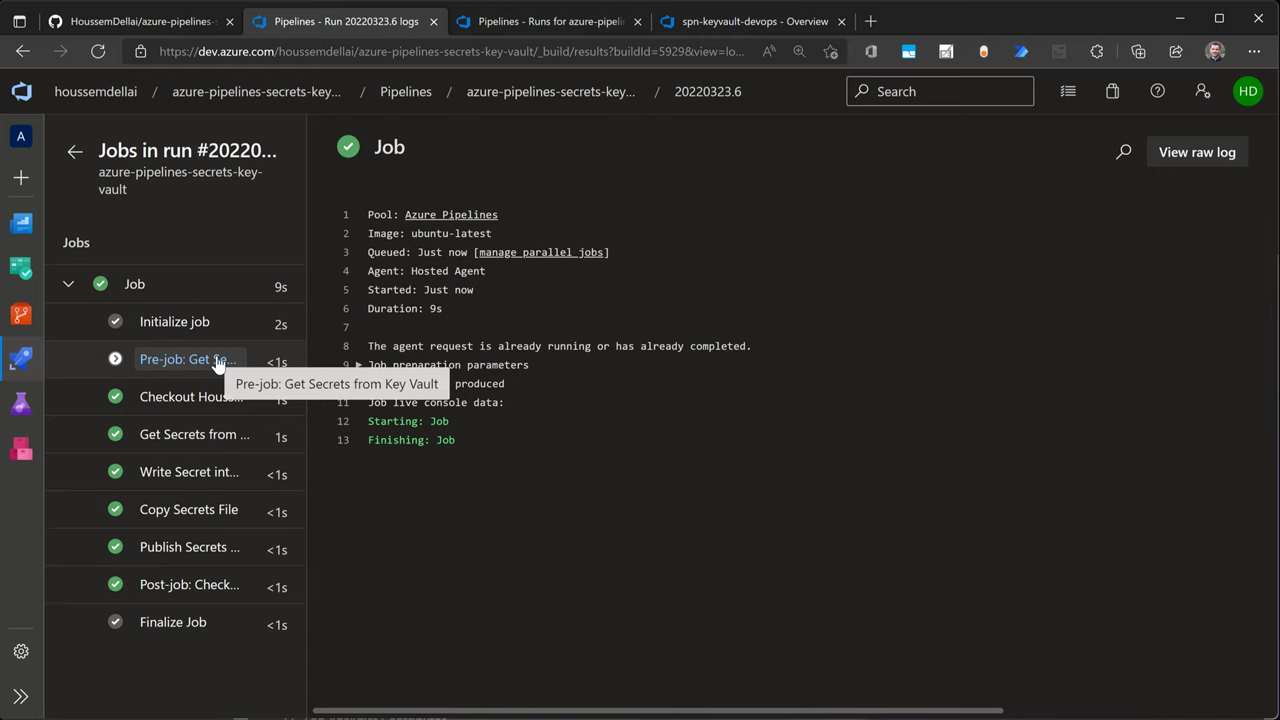 HoussemDellai/azure-pipelines-s
Pipelines - Run 20220323.6 logs
Pipelines - Runs for azure-pipeli
spn-keyvault-devops - Overview
https://dev.azure.com/houssemdellai/azure-pipelines-secrets-key-vault/_build/results?buildId=5929&view=lo...
houssemdellai / azure-pipelines-secrets-key... / Pipelines / azure-pipelines-secrets-key... / 20220323.6
Search
HD
A
Jobs in run #20220...
azure-pipelines-secrets-key-
vault
Jobs
Job 9s
Initialize job 2s
Pre-job: Get Se... <1s
Pre-job: Get Secrets from Key Vault
Checkout Houss... 1s
Get Secrets from ... 1s
Write Secret int... <1s
Copy Secrets File <1s
Publish Secrets ... <1s
Post-job: Check... <1s
Finalize Job <1s
Job
View raw log
1 Pool: Azure Pipelines
2 Image: ubuntu-latest
3 Queued: Just now [manage parallel jobs]
4 Agent: Hosted Agent
5 Started: Just now
6 Duration: 9s
7
8 The agent request is already running or has already completed.
9 Job preparation parameters
produced
11 Job live console data:
12 Starting: Job
13 Finishing: Job